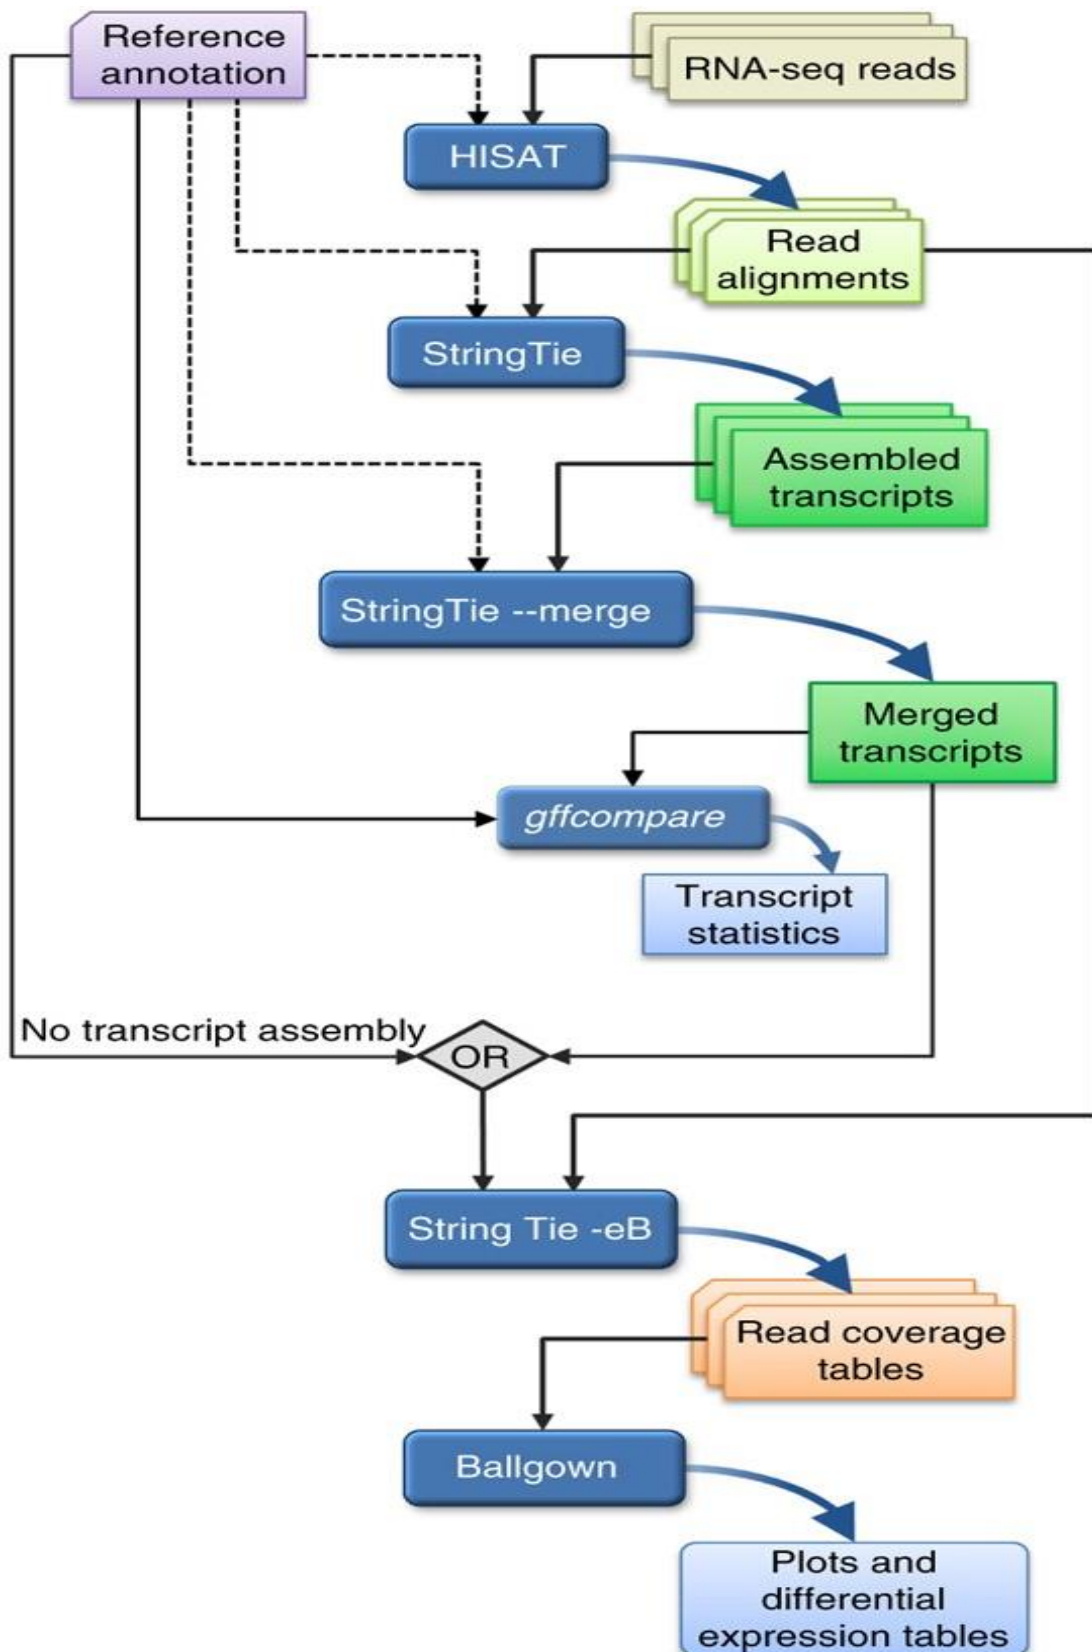 Reference
annotation
RNA-seq reads
HISAT
Read
alignments
StringTie
Assembled
transcripts
StringTie --merge
Merged
transcripts
gffcompare
Transcript
statistics
No transcript assembly
OR
String Tie -eB
Read coverage
tables
Ballgown
Plots and
differential
expression tables